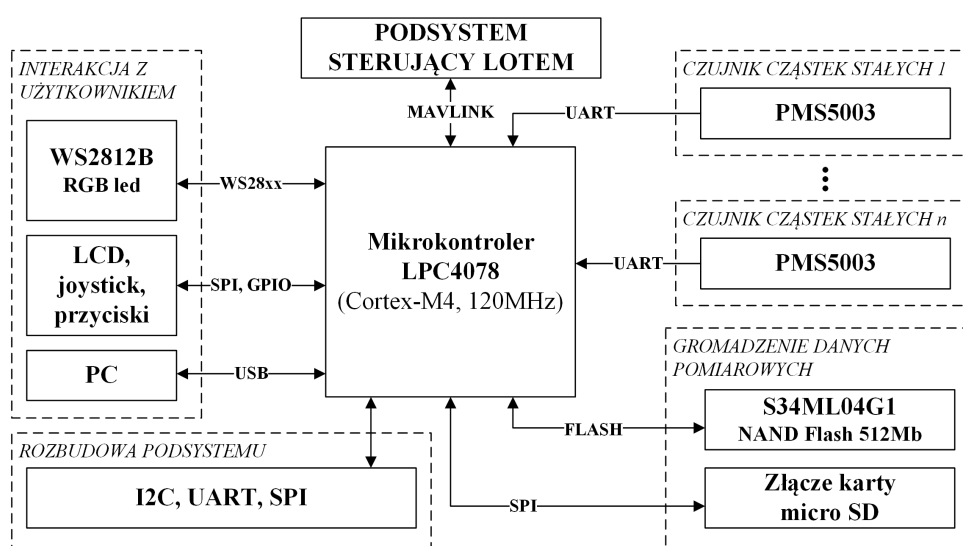 PODSYSTEM
STERUJĄCY LOTEM
INTERAKCJA Z
UŻYTKOWNIKIEM
WS2812B
RGB led
LCD,
joystick,
przyciski
PC
WS28xx
SPI, GPIO
USB
MAVLINK
UART
Mikrokontroler
LPC4078
(Cortex-M4, 120MHz)
CZUJNIK CZĄSTEK STAŁYCH 1
PMS5003
CZUJNIK CZĄSTEK STAŁYCH n
UART
PMS5003
GROMADZENIE DANYCH
POMIAROWYCH
FLASH
S34ML04G1
NAND Flash 512Mb
SPI
Złącze karty
micro SD
ROZBUDOWA PODSYSTEMU
I2C, UART, SPI